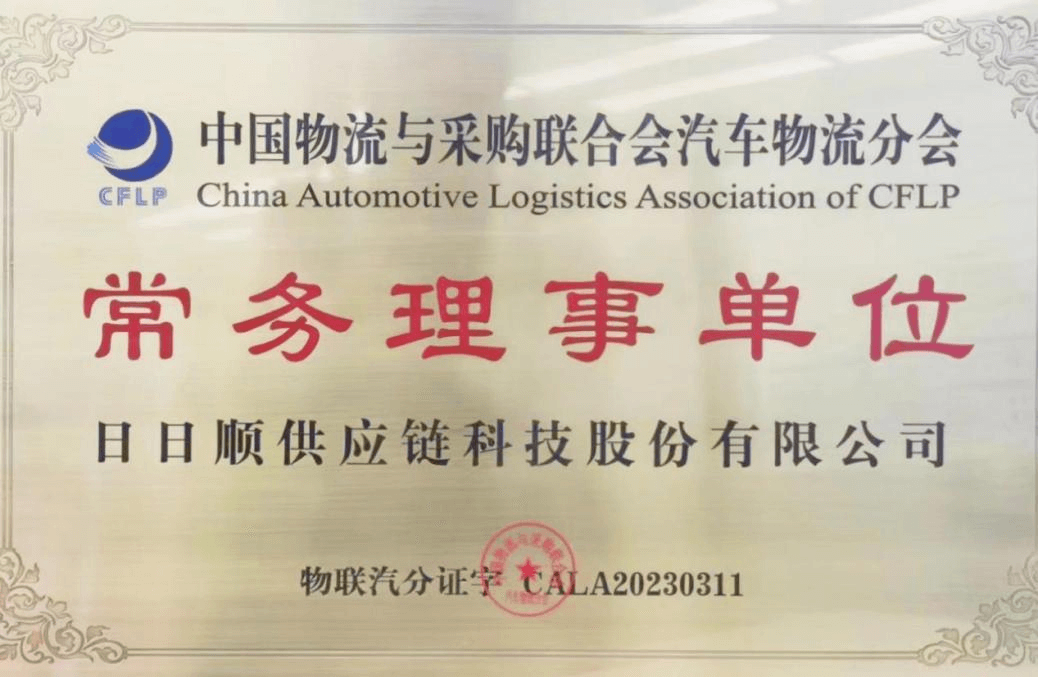 中国物流与采购联合会汽车物流分会
CFLP
China Automotive Logistics Association of CFLP
常务理事单位
日日顺供应链科技股份有限公司
物联汽分证字 CALA20230311